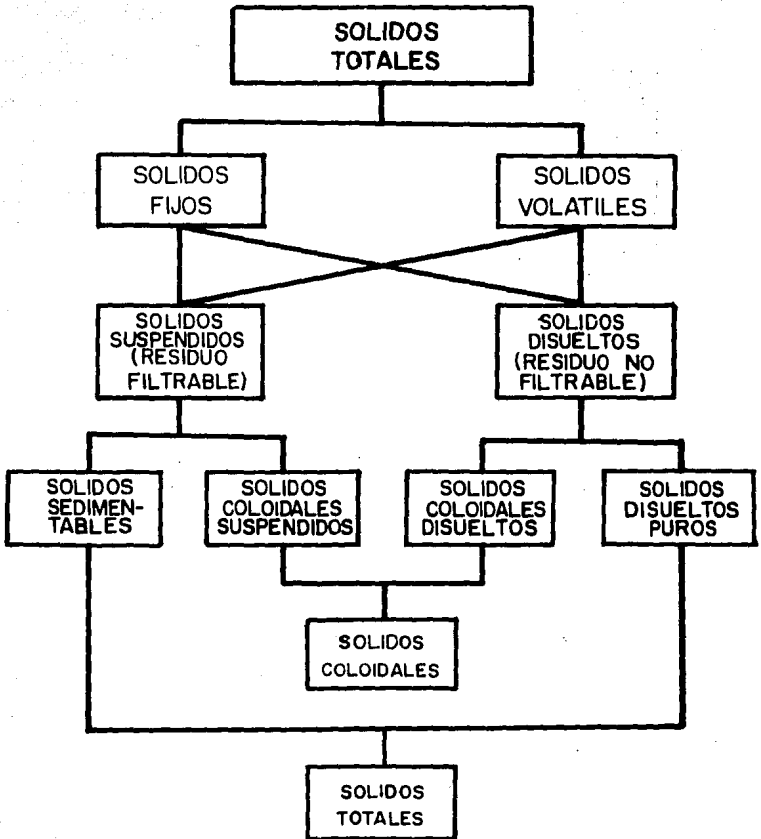 SOLIDOS
TOTALES
SOLIDOS
FIJOS
SOLIDOS
VOLATILES
SOLIDOS
SUSPENDIDOS
(RESIDUO
FILTRABLE)
SOLIDOS
DISUELTOS
(RESIDUO NO
FILTRABLE)
SOLIDOS
SEDIMEN-
TABLES
SOLIDOS
COLOIDALES
SUSPENDIDOS
SOLIDOS
COLOIDALES
DISUELTOS
SOLIDOS
DISUELTOS
PUROS
SOLIDOS
COLOIDALES
SOLIDOS
TOTALES